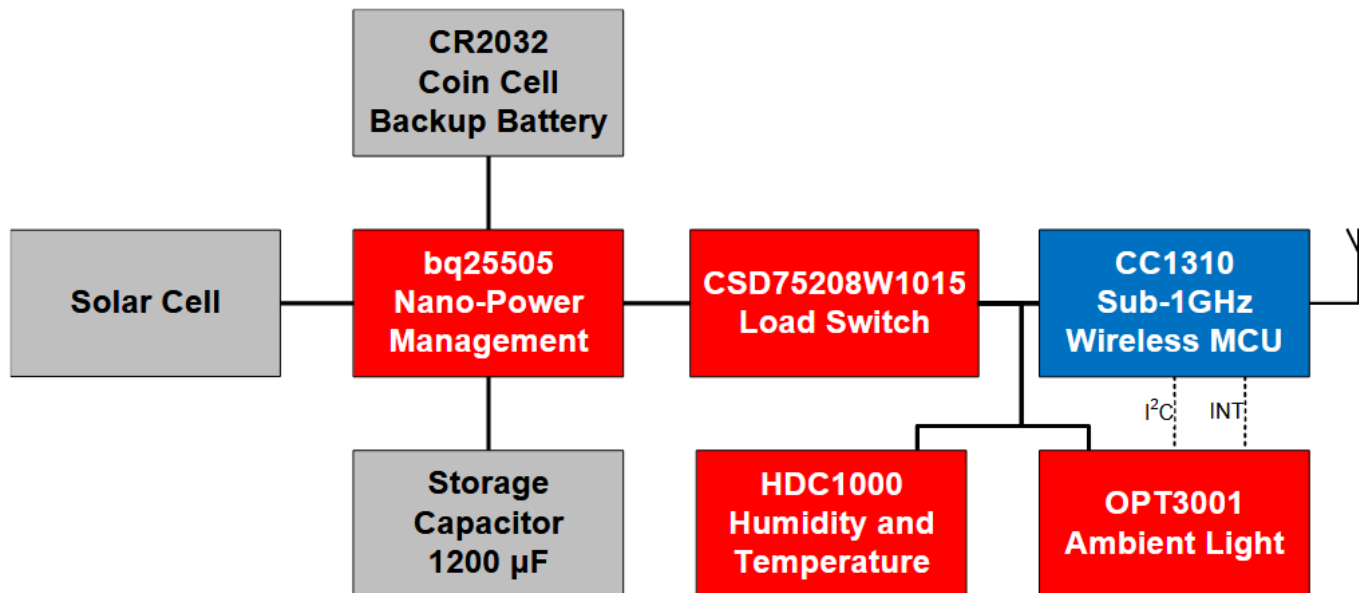 CR2032
Coin Cell
Backup Battery
Solar Cell
bq25505
Nano-Power
Management
CSD75208W1015
Load Switch
CC1310
Sub-1GHz
Wireless MCU
I²C
INT
Storage
Capacitor
1200 µF
HDC1000
Humidity and
Temperature
OPT3001
Ambient Light